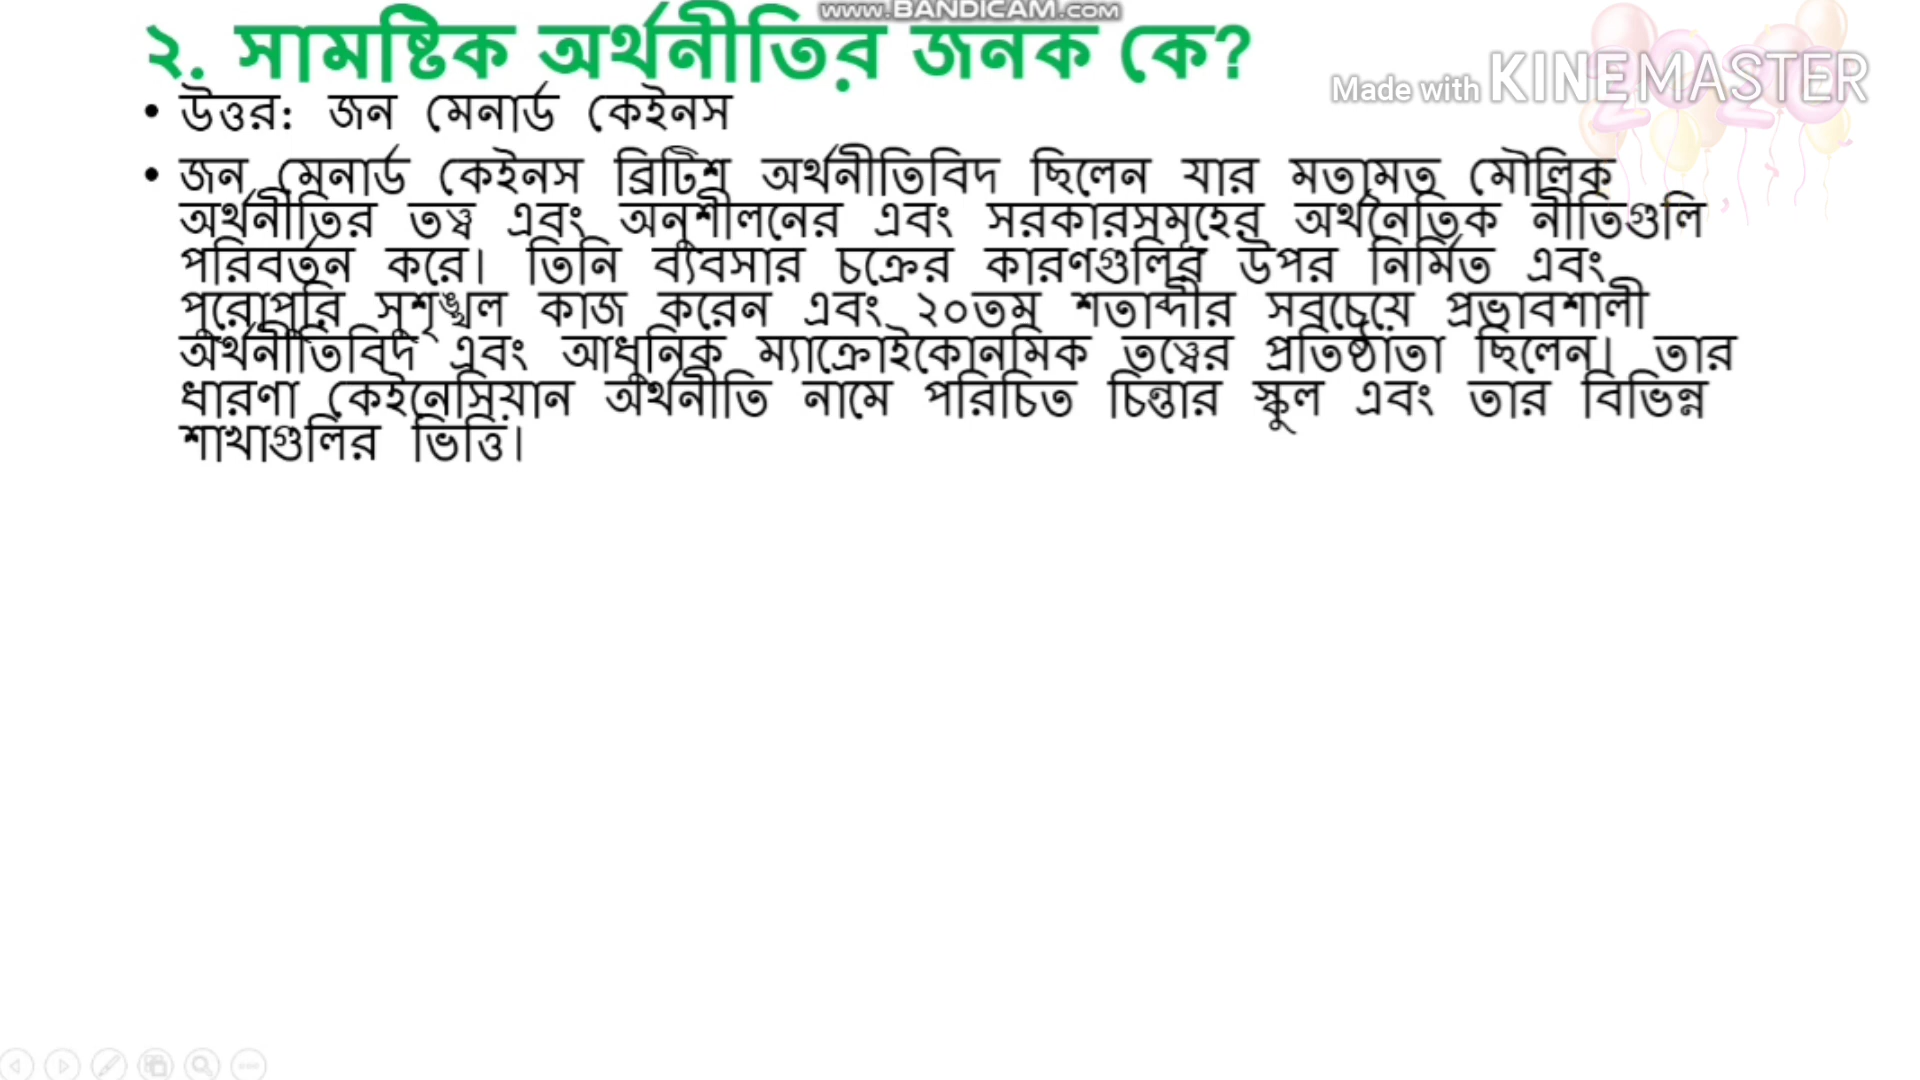 www.BANDICAM.com
২. সামষ্টিক অর্থনীতির জনক কে?
Made with KINEMASTER
• উত্তর: জন মেনার্ড কেইনস
• জন মেনার্ড কেইনস ব্রিটিশ অর্থনীতিবিদ ছিলেন যার মতামত মৌলিক
অর্থনীতির তত্ত্ব এবং অনুশীলনের এবং সরকারসমূহের অর্থনৈতিক নীতিগুলি
পরিবর্তন করে। তিনি ব্যবসার চক্রের কারণগুলির উপর নির্মিত এবং
পুরোপুরি সুশৃঙ্খল কাজ করেন এবং ২০তম শতাব্দীর সবচেয়ে প্রভাবশালী
অর্থনীতিবিদ এবং আধুনিক ম্যাক্রোইকোনমিক তত্ত্বের প্রতিষ্ঠাতা ছিলেন। তার
ধারণা কেইনেসিয়ান অর্থনীতি নামে পরিচিত চিন্তার স্কুল এবং তার বিভিন্ন
শাখাগুলির ভিত্তি।